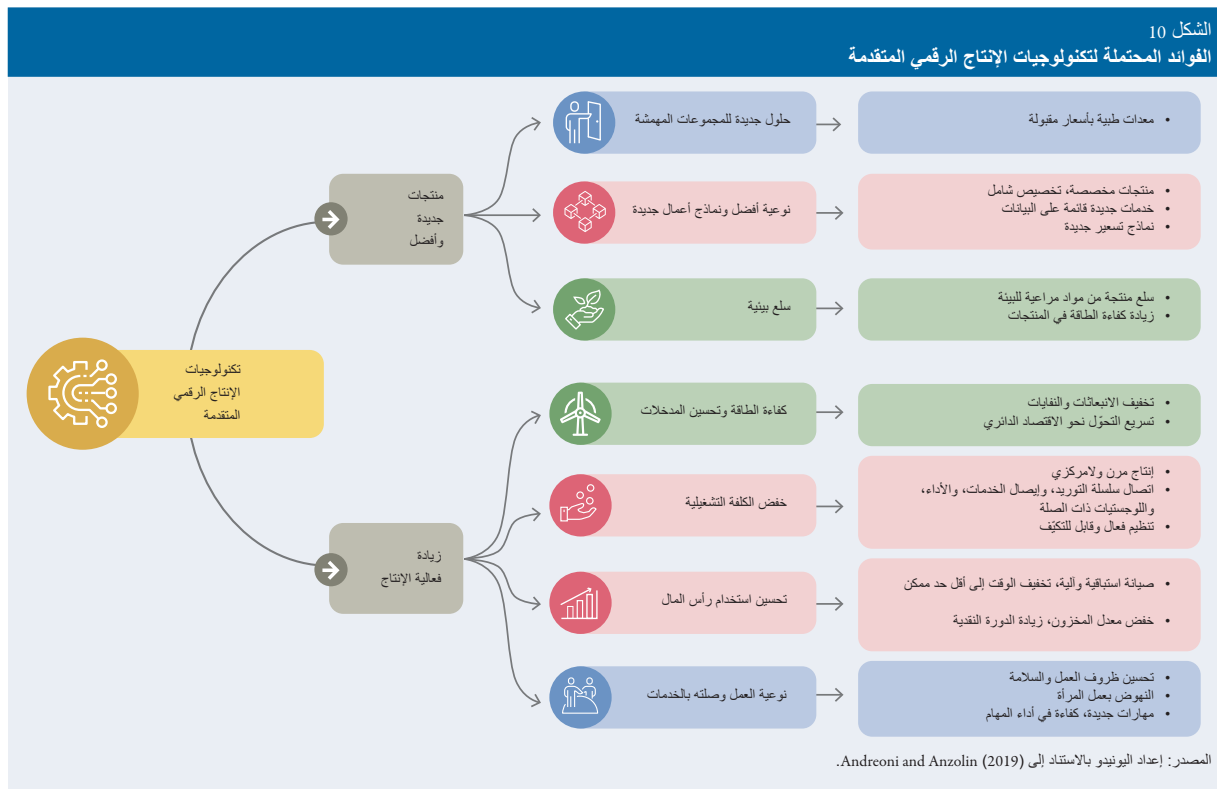 الشكل 10
الفوائد المحتملة لتكنولوجيات الإنتاج الرقمي المتقدمة
تكنولوجيات
الإنتاج الرقمي
المتقدمة
منتجات
جديدة
وأفضل
حلول جديدة للمجموعات المهمشة
• معدات طبية بأسعار مقبولة
نوعية أفضل ونماذج أعمال جديدة
• منتجات مخصصة، تخصيص شامل
• خدمات جديدة قائمة على البيانات
• نماذج تسعير جديدة
سلع بيئية
• سلع منتجة من مواد مراعية للبيئة
• زيادة كفاءة الطاقة في المنتجات
زيادة
فعالية الإنتاج
كفاءة الطاقة وتحسين المدخلات
• تخفيف الانبعاثات والنفايات
• تسريع التحوّل نحو الاقتصاد الدائري
خفض الكلفة التشغيلية
• إنتاج مرن ولامركزي
• اتصال سلسلة التوريد، وإيصال الخدمات، والأداء،
واللوجستيات ذات الصلة
• تنظيم فعال وقابل للتكيّف
تحسين استخدام رأس المال
• صيانة استباقية وآلية، تخفيف الوقت إلى أقل حد ممكن
• خفض معدل المخزون، زيادة الدورة النقدية
نوعية العمل وصلته بالخدمات
• تحسين ظروف العمل والسلامة
• النهوض بعمل المرأة
• مهارات جديدة، كفاءة في أداء المهام
المصدر: إعداد اليونيدو بالاستناد إلى Andreoni and Anzolin (2019).